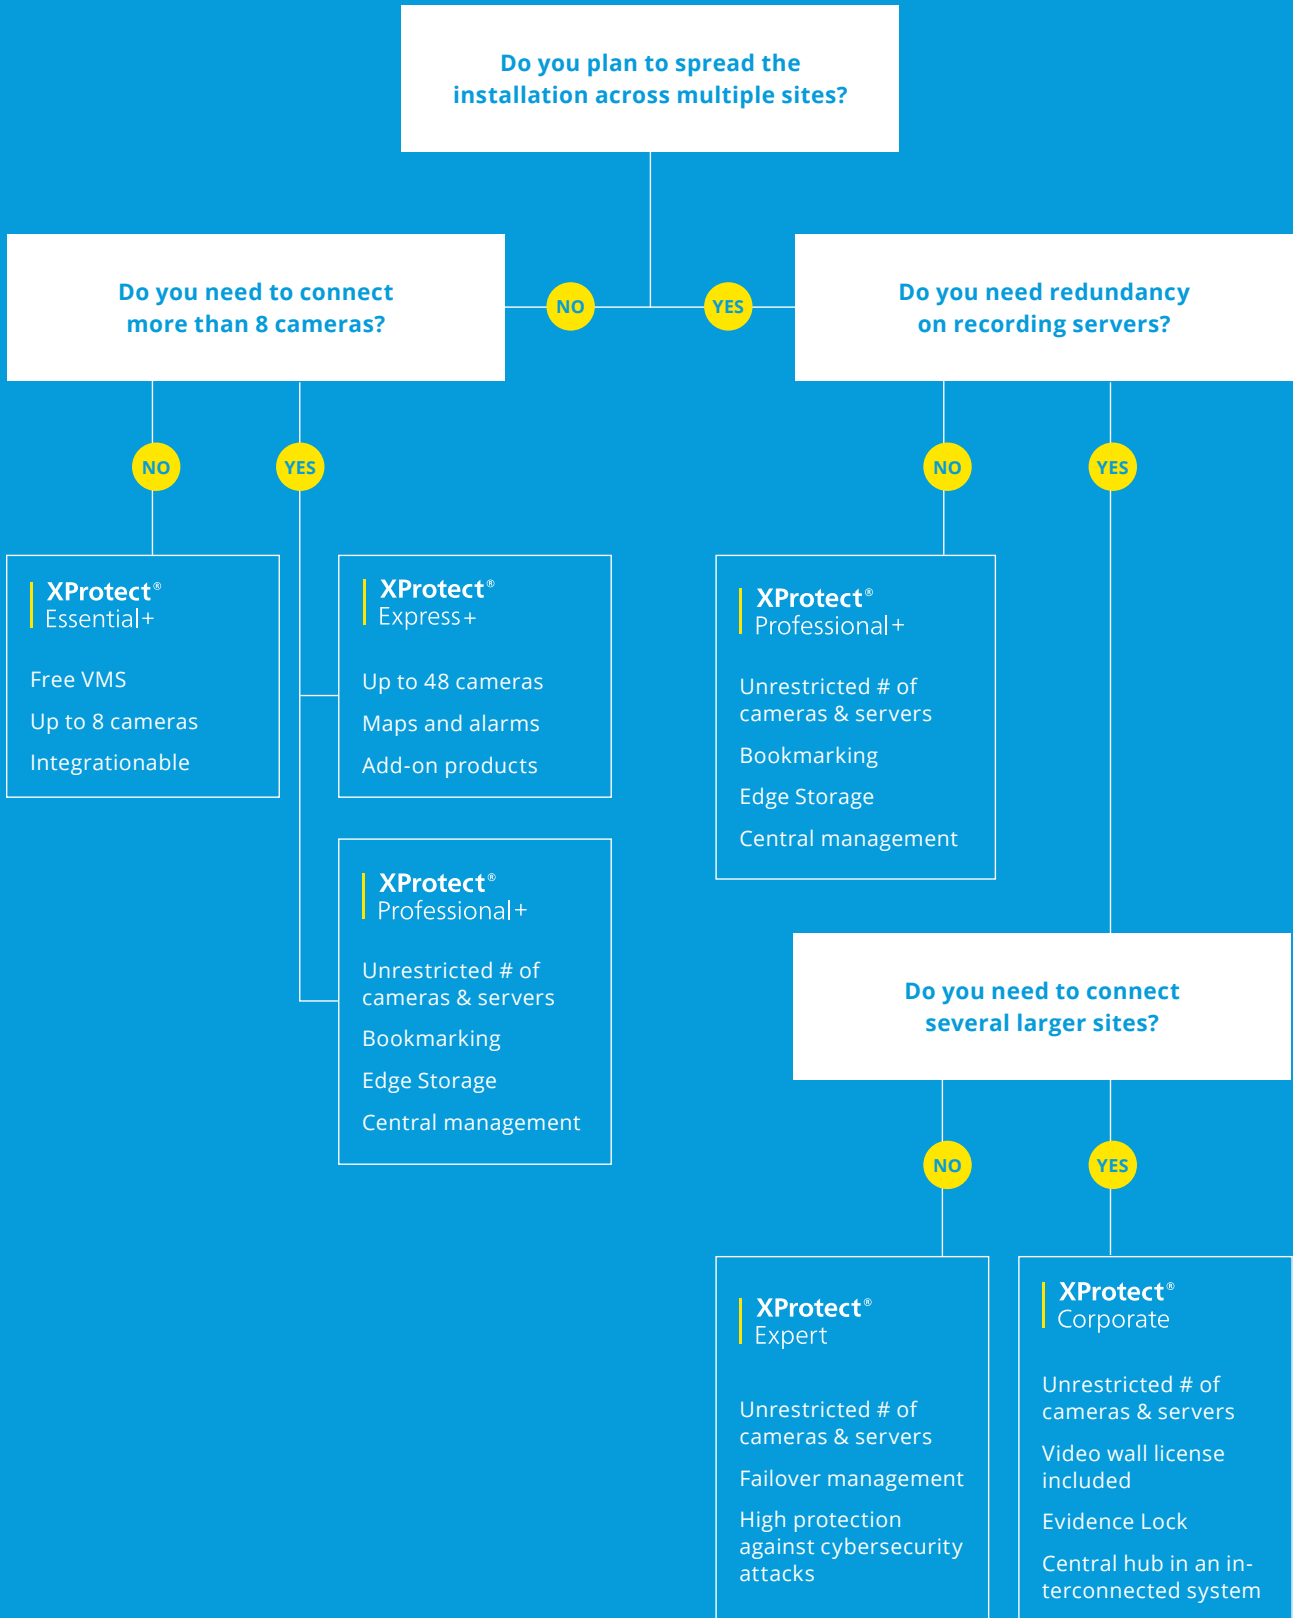 Do you plan to spread the
installation across multiple sites?
Do you need to connect
more than 8 cameras?
NO
YES
Do you need redundancy
on recording servers?
NO
YES
NO
YES
XProtect®
Essential+
Free VMS
Up to 8 cameras
Integrationable
XProtect®
Express+
Up to 48 cameras
Maps and alarms
Add-on products
XProtect®
Professional+
Unrestricted # of
cameras & servers
Bookmarking
Edge Storage
Central management
XProtect®
Professional+
Unrestricted # of
cameras & servers
Bookmarking
Edge Storage
Central management
Do you need to connect
several larger sites?
NO
YES
XProtect®
Expert
Unrestricted # of
cameras & servers
Failover management
High protection
against cybersecurity
attacks
XProtect®
Corporate
Unrestricted # of
cameras & servers
Video wall license
included
Evidence Lock
Central hub in an in-
terconnected system